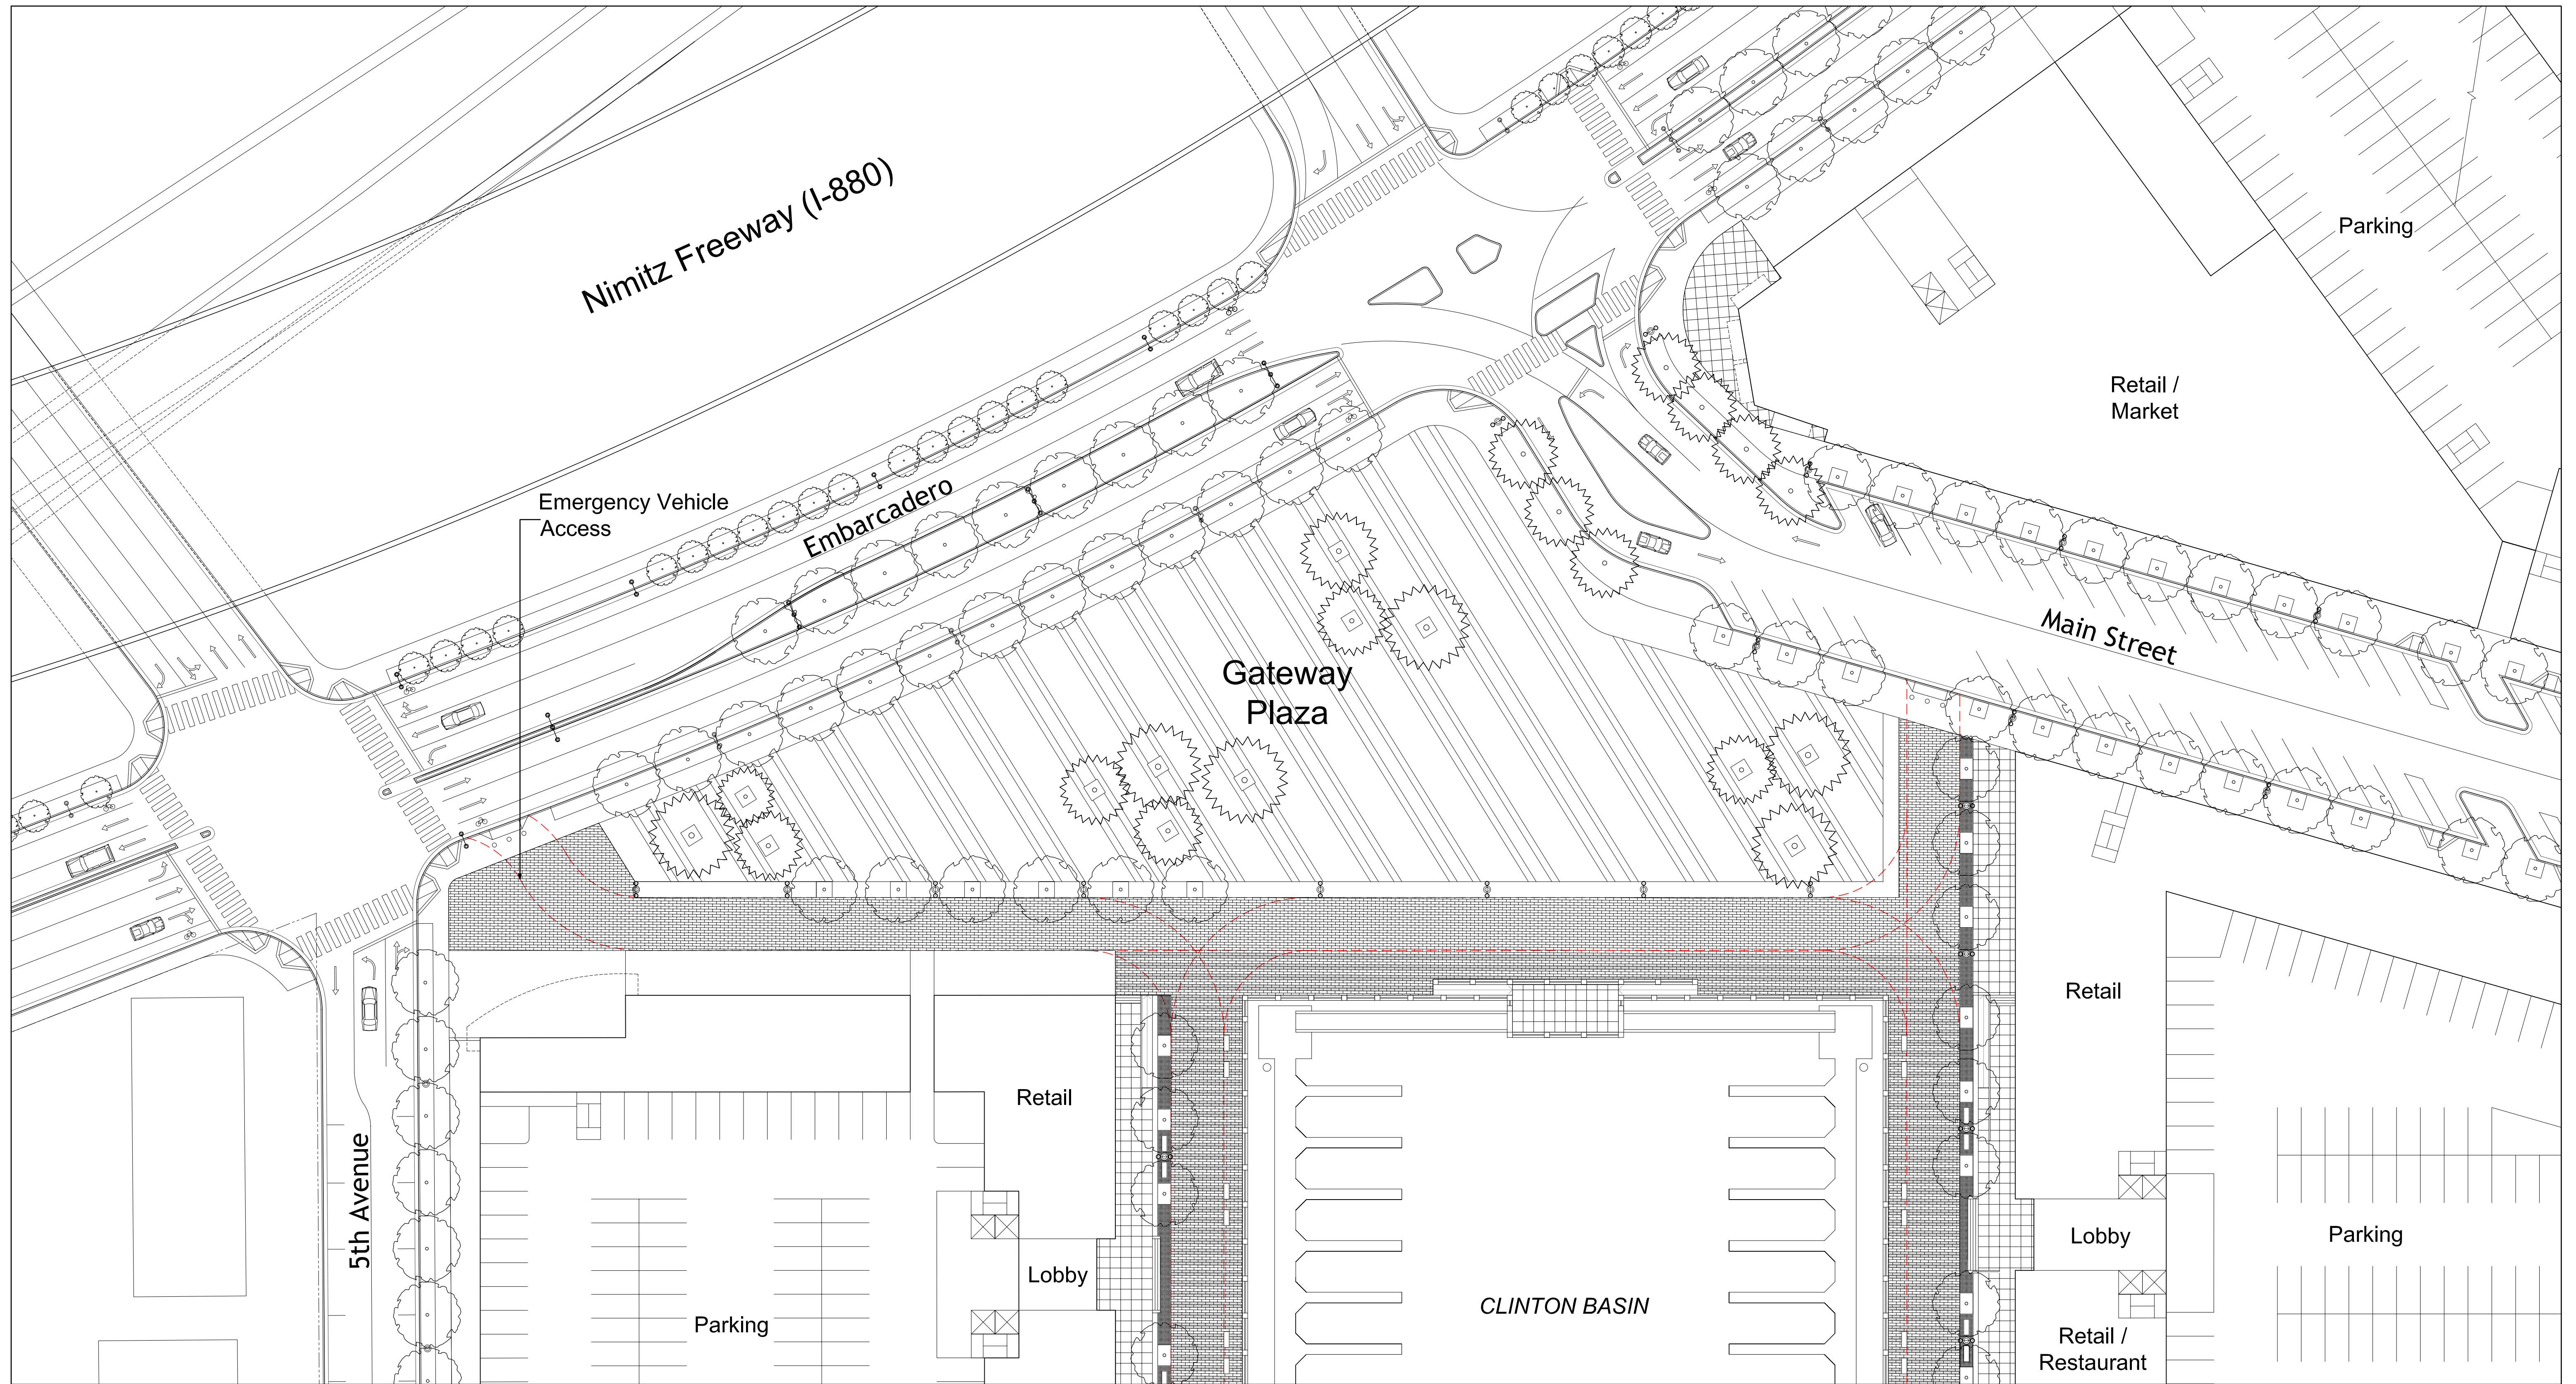 Nimitz Freeway (I-880)
Parking
Retail /
Market
Emergency Vehicle
Access
Embarcadero
Main Street
Gateway
Plaza
Retail
Retail
5th Avenue
Lobby
Lobby
Parking
Parking
CLINTON BASIN
Retail /
Restaurant